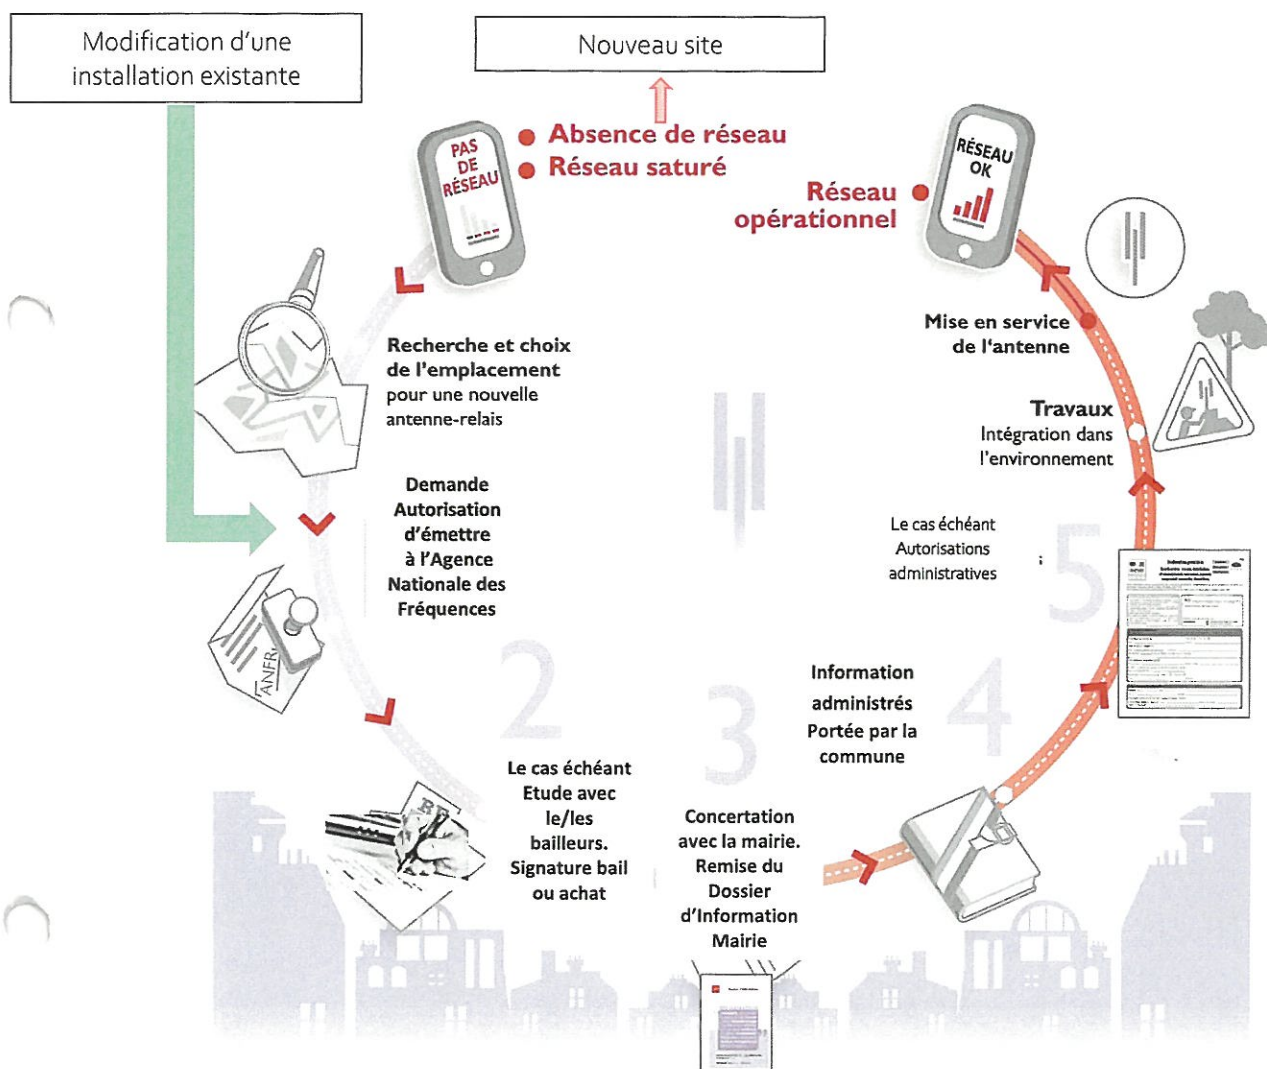 Modification d'une
installation existante
Nouveau site
Absence de réseau
Réseau saturé
PAS
DE
RÉSEAU
RÉSEAU
OK
Réseau
opérationnel
Recherche et choix
de l'emplacement
pour une nouvelle
antenne-relais
Mise en service
de l'antenne
Travaux
Intégration dans
l'environnement
Demande
Autorisation
d'émettre
à l'Agence
Nationale des
Fréquences
ANFR
Le cas échéant
Autorisations
administratives
5
2
3
4
Information
administrés
Portée par la
commune
Le cas échéant
Etude avec
le/les
bailleurs.
Signature bail
ou achat
Concertation
avec la mairie.
Remise du
Dossier
d'Information
Mairie